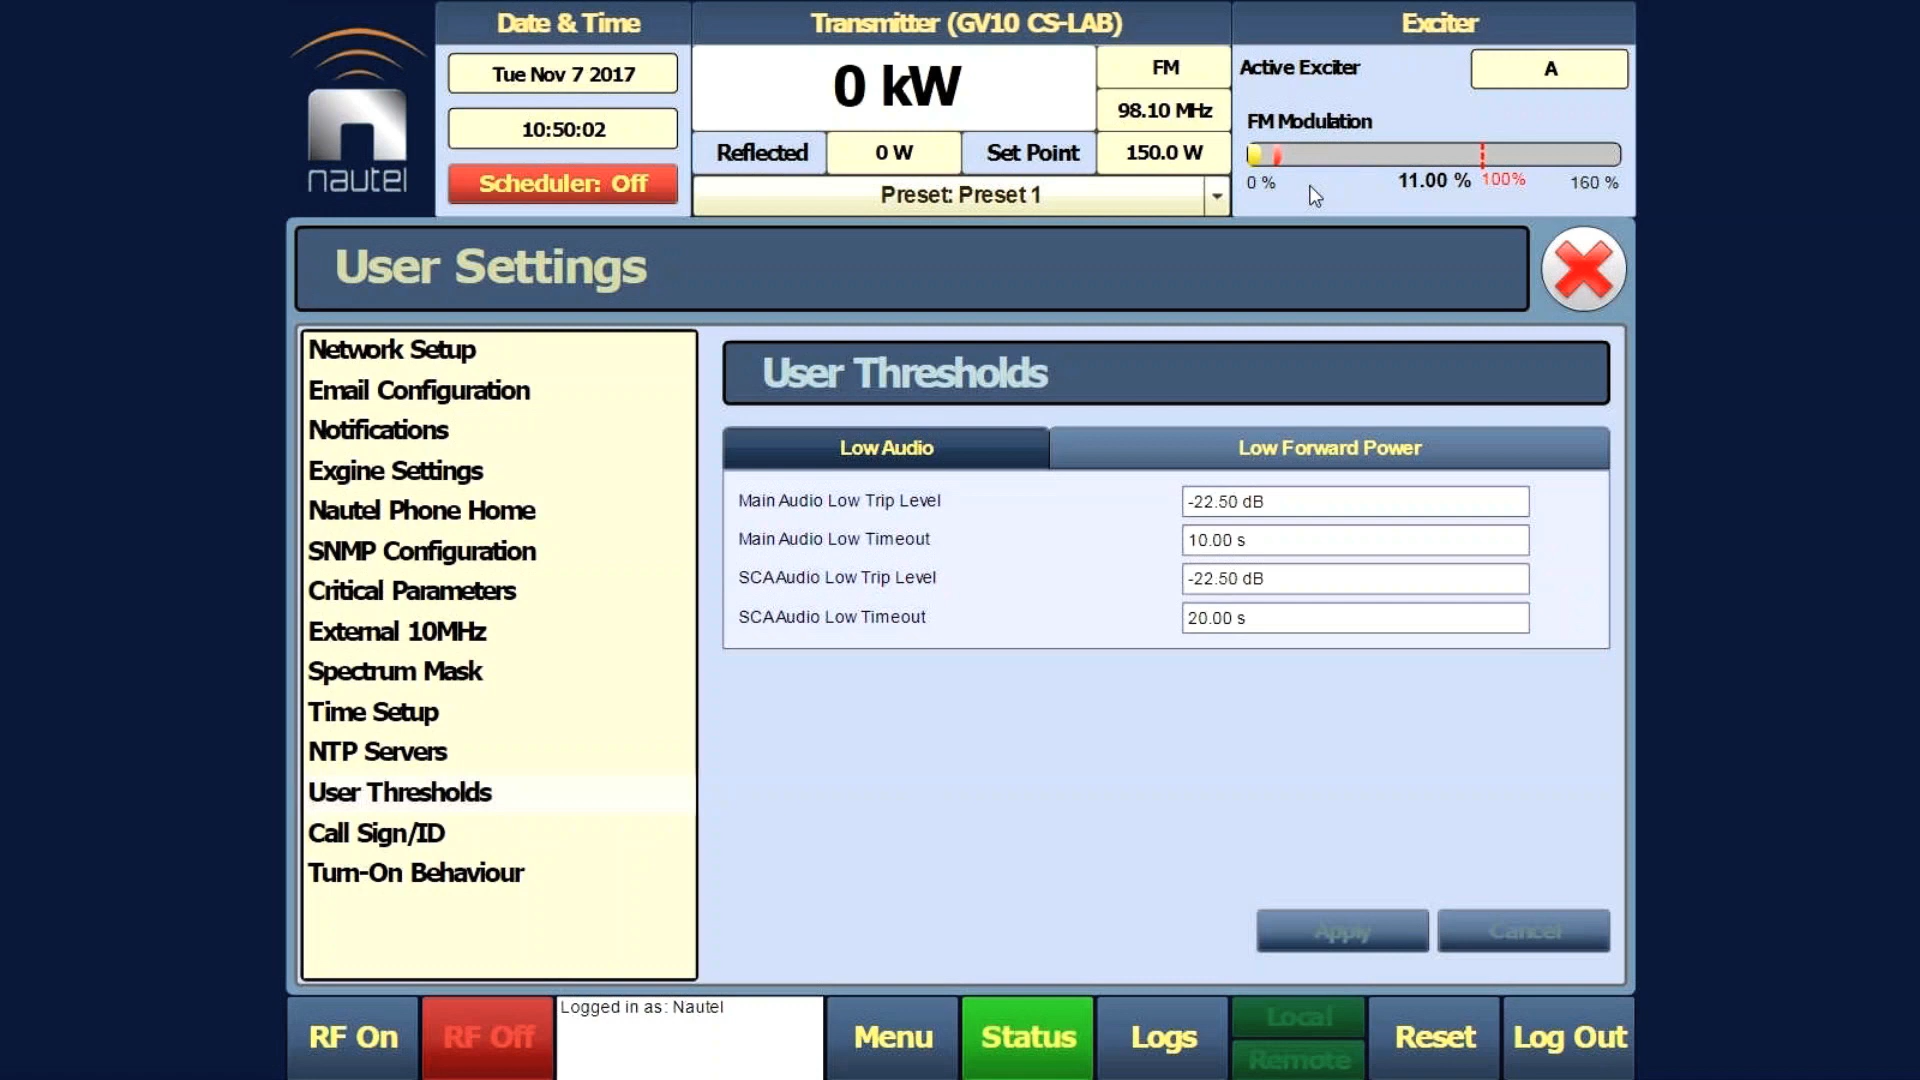 nautel
Date & Time
Tue Nov 7 2017
10:50:02
Scheduler: Off
Transmitter (GV10 CS-LAB)
0 kW
FM
98.10 MHz
Reflected
0 W
Set Point
150.0 W
Preset: Preset 1
Exciter
Active Exciter
A
FM Modulation
0 %
11.00 %
100%
160 %
User Settings
Network Setup
Email Configuration
Notifications
Exgine Settings
Nautel Phone Home
SNMP Configuration
Critical Parameters
External 10MHz
Spectrum Mask
Time Setup
NTP Servers
User Thresholds
Call Sign/ID
Turn-On Behaviour
User Thresholds
Low Audio
Low Forward Power
Main Audio Low Trip Level
-22.50 dB
Main Audio Low Timeout
10.00 s
SCA Audio Low Trip Level
-22.50 dB
SCA Audio Low Timeout
20.00 s
Apply
Cancel
RF On
RF Off
Logged in as: Nautel
Menu
Status
Logs
Local
Remote
Reset
Log Out